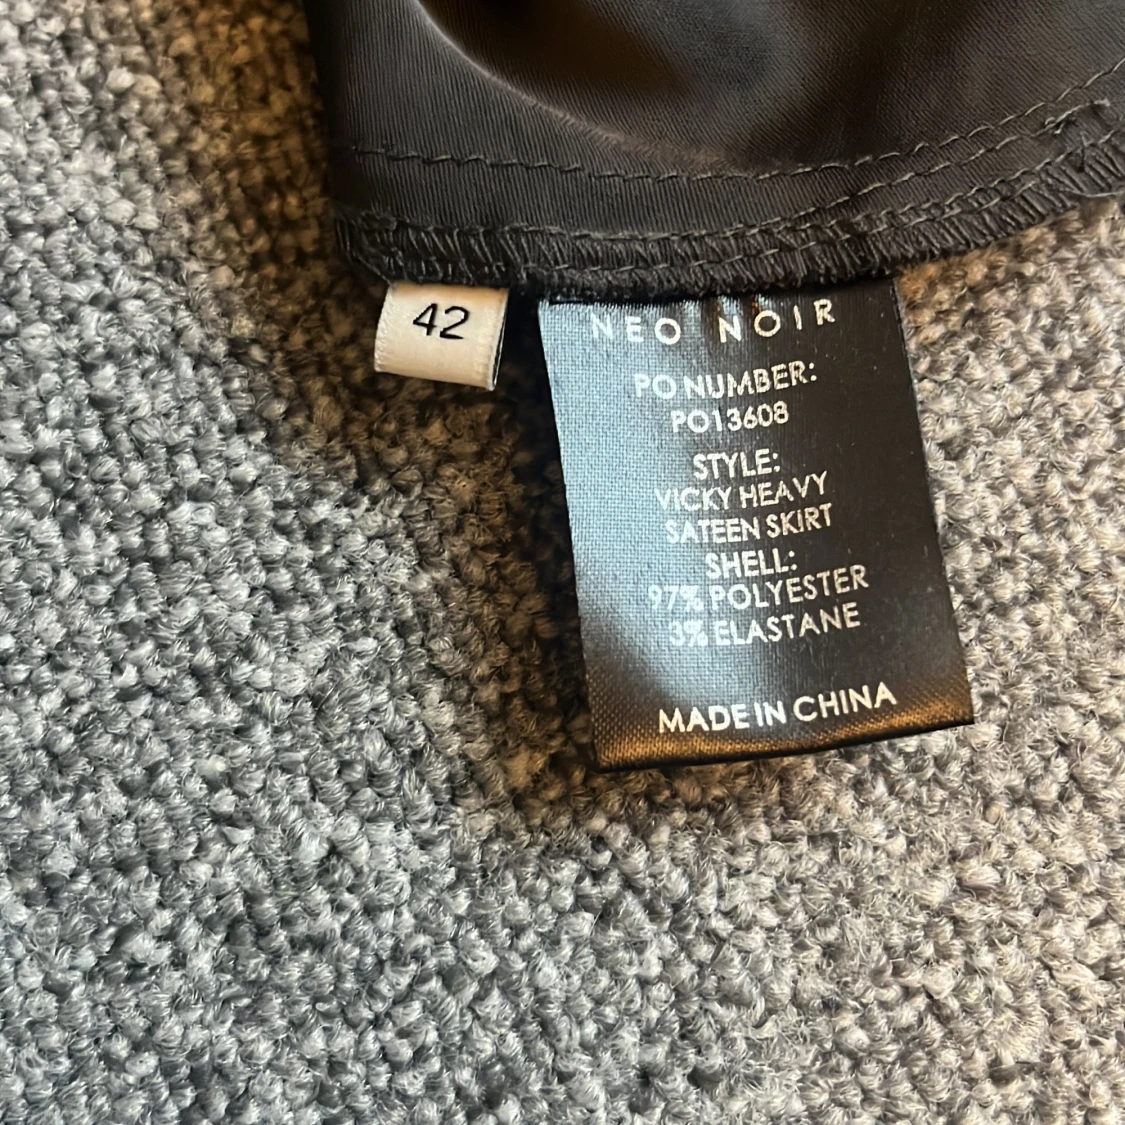 42
NEO NOIR
PO NUMBER:
PO13608
STYLE:
VICKY HEAVY
SATEEN SKIRT
SHELL:
97% POLYESTER
3% ELASTANE
MADE IN CHINA